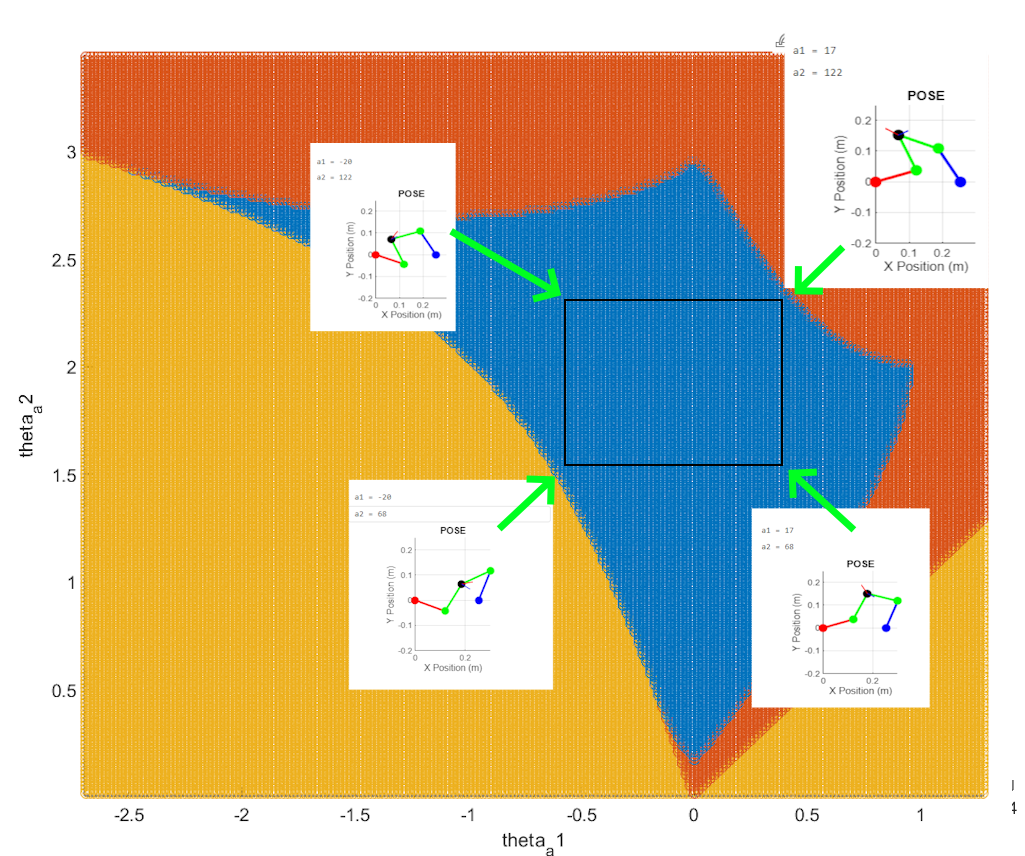 a1 = 17
a2 = 122
POSE
0.2
0.1
0
-0.1
-0.2
0
0.1
0.2
Y Position (m)
X Position (m)
a1 = -20
a2 = 122
POSE
0.2
0.1
0
-0.1
-0.2
0
0.1
0.2
Y Position (m)
X Position (m)
a1 = -20
a2 = 68
POSE
0.2
0.1
0
-0.1
-0.2
0
0.2
Y Position (m)
X Position (m)
a1 = 17
a2 = 68
POSE
0.2
0.1
0
-0.1
-0.2
0
0.2
Y Position (m)
X Position (m)
3
2.5
2
1.5
1
0.5
theta_a2
-2.5
-2
-1.5
-1
-0.5
0
0.5
1
theta_a1